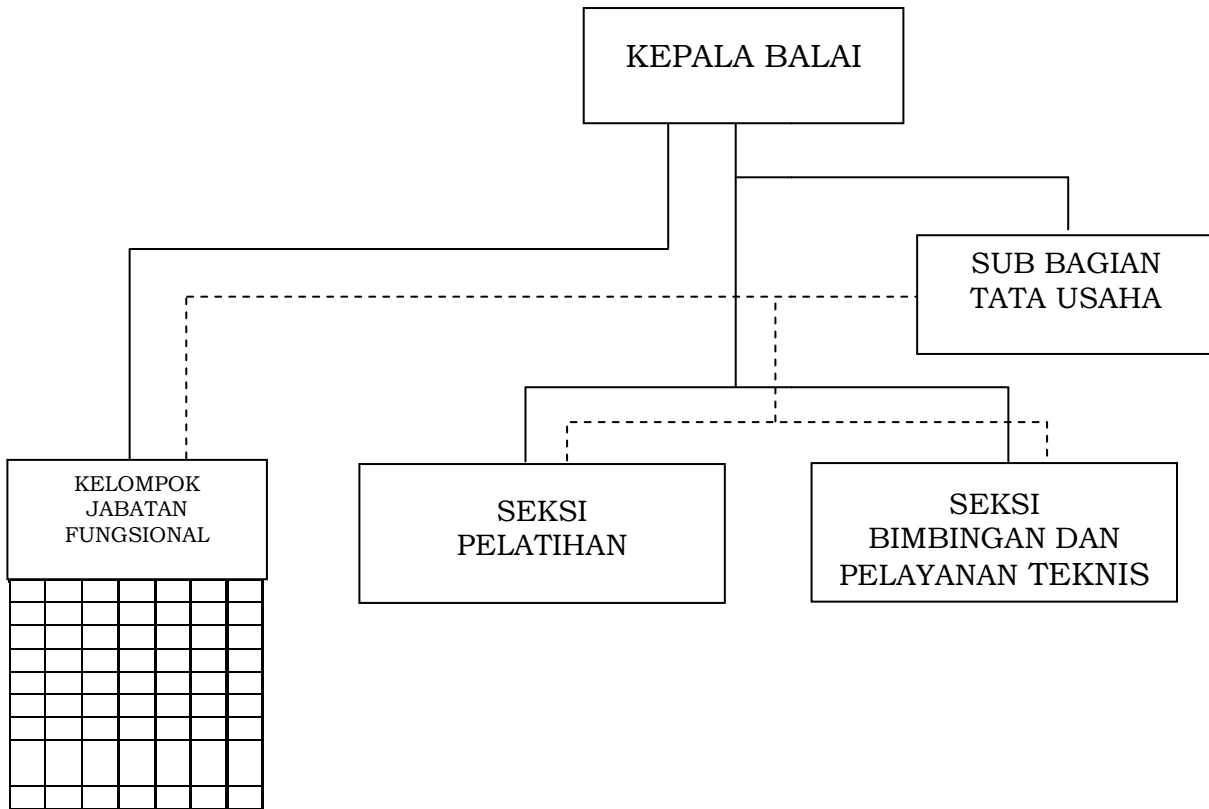 KEPALA BALAI
SUB BAGIAN
TATA USAHA
KELOMPOK
JABATAN
FUNGSIONAL
SEKSI
PELATIHAN
SEKSI
BIMBINGAN DAN
PELAYANAN TEKNIS